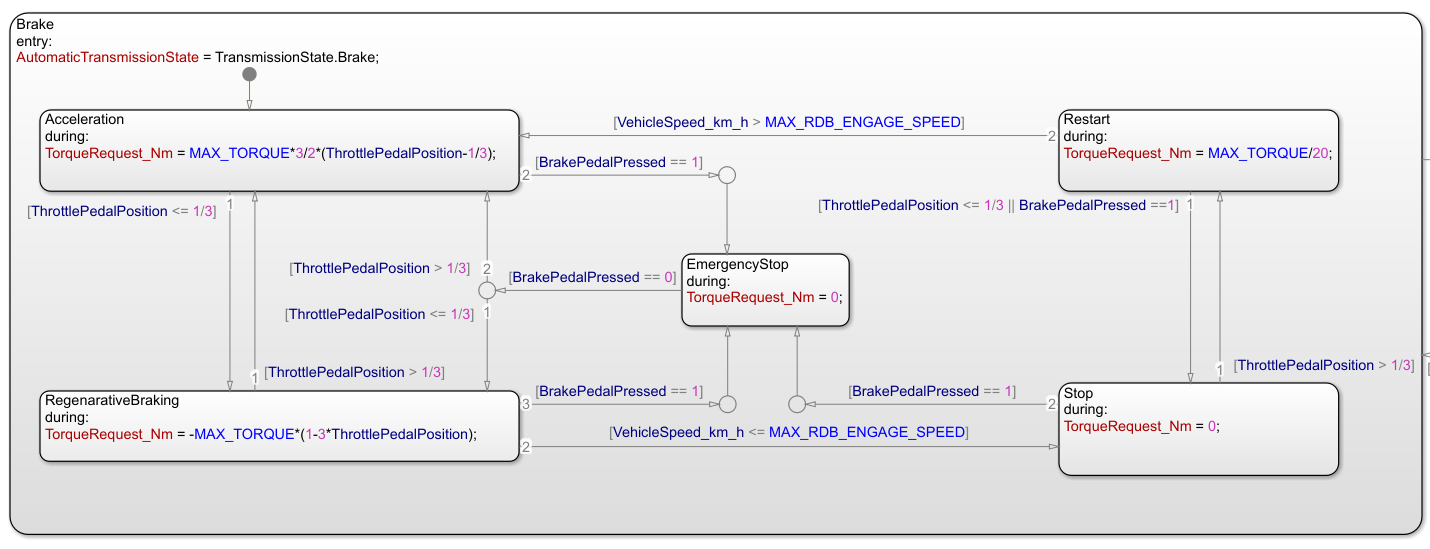 Brake
entry:
AutomaticTransmissionState = TransmissionState.Brake;
Acceleration
during:
TorqueRequest_Nm = MAX_TORQUE*3/2*(ThrottlePedalPosition-1/3);
[VehicleSpeed_km_h > MAX_RDB_ENGAGE_SPEED]
2
Restart
during:
TorqueRequest_Nm = MAX_TORQUE/20;
2
[BrakePedalPressed == 1]
[ThrottlePedalPosition <= 1/3]
1
[ThrottlePedalPosition <= 1/3 || BrakePedalPressed ==1]
1
[ThrottlePedalPosition > 1/3]
2
[BrakePedalPressed == 0]
EmergencyStop
during:
TorqueRequest_Nm = 0;
[ThrottlePedalPosition <= 1/3]
1
1
[ThrottlePedalPosition > 1/3]
1
[ThrottlePedalPosition > 1/3]
[
RegenarativeBraking
during:
TorqueRequest_Nm = -MAX_TORQUE*(1-3*ThrottlePedalPosition);
3
[BrakePedalPressed == 1]
[BrakePedalPressed == 1]
2
Stop
during:
TorqueRequest_Nm = 0;
2
[VehicleSpeed_km_h <= MAX_RDB_ENGAGE_SPEED]